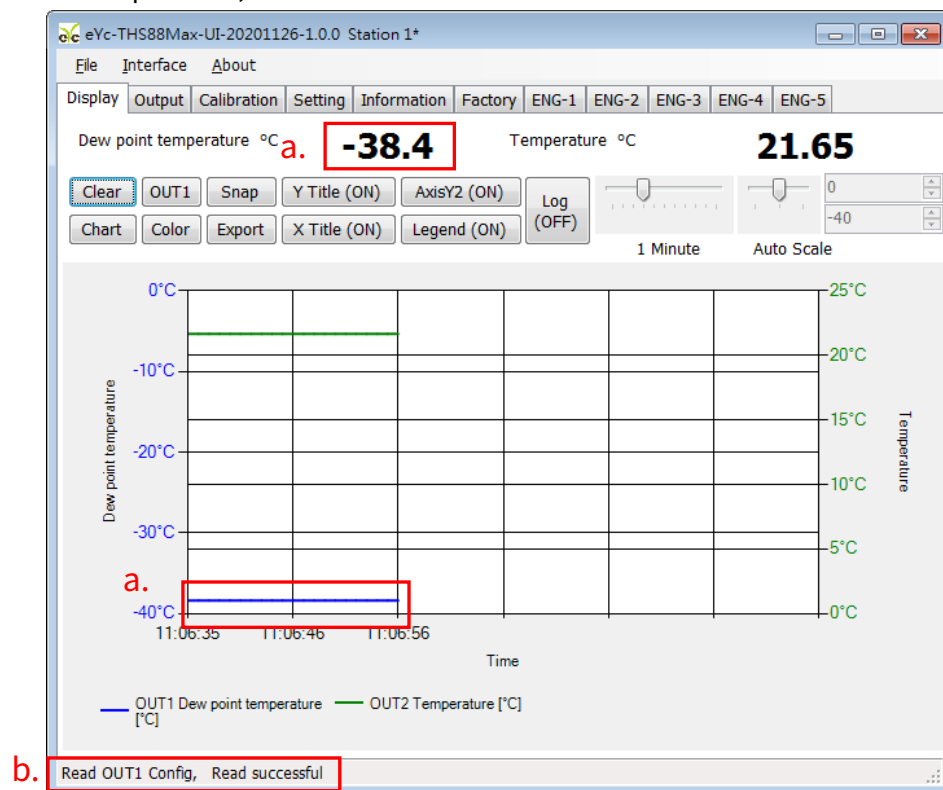 eYc-THS88Max-UI-20201126-1.0.0 Station 1*
File Interface About
Display Output Calibration Setting Information Factory ENG-1 ENG-2 ENG-3 ENG-4 ENG-5
Dew point temperature °C a. -38.4 Temperature °C 21.65
Clear OUT1 Snap Y Title (ON) AxisY2 (ON) Log (OFF) 0
Chart Color Export X Title (ON) Legend (ON) -40
1 Minute Auto Scale
0°C 25°C
20°C
-10°C
15°C
-20°C
10°C
-30°C
5°C
a.
-40°C 0°C
Dew point temperature
Temperature
11:06:35 11:06:46 11:06:56
Time
OUT1 Dew point temperature OUT2 Temperature [°C]
[°C]
b. Read OUT1 Config, Read successful